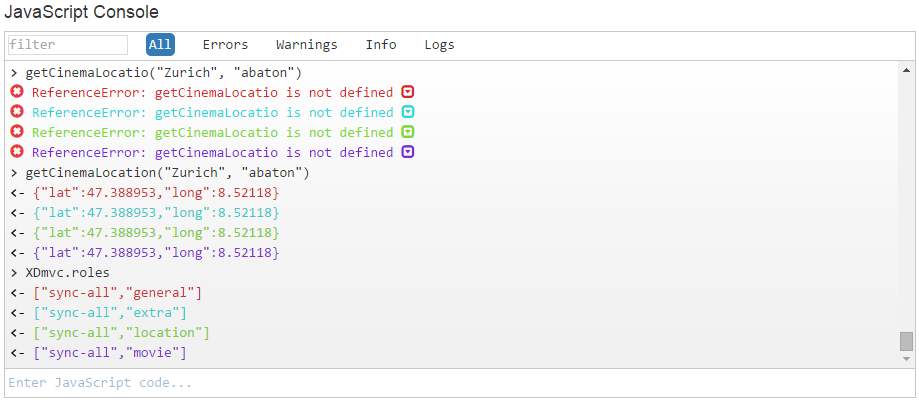 JavaScript Console
filter All Errors Warnings Info Logs
> getCinemaLocatio("Zurich", "abaton")
ReferenceError: getCinemaLocatio is not defined
ReferenceError: getCinemaLocatio is not defined
ReferenceError: getCinemaLocatio is not defined
ReferenceError: getCinemaLocatio is not defined
> getCinemaLocation("Zurich", "abaton")
<- {"lat":47.388953,"long":8.52118}
<- {"lat":47.388953,"long":8.52118}
<- {"lat":47.388953,"long":8.52118}
<- {"lat":47.388953,"long":8.52118}
> XDmvc.roles
<- ["sync-all","general"]
<- ["sync-all","extra"]
<- ["sync-all","location"]
<- ["sync-all","movie"]
Enter JavaScript code...